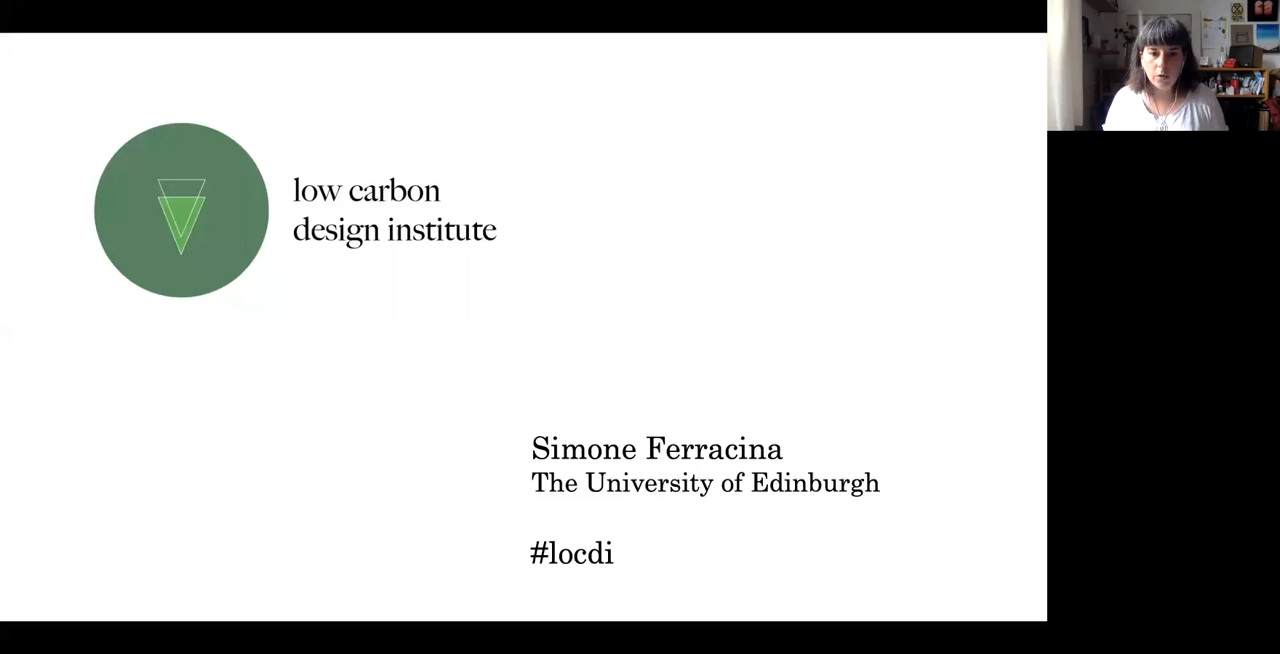 low carbon
design institute
Simone Ferracina
The University of Edinburgh
#locdi